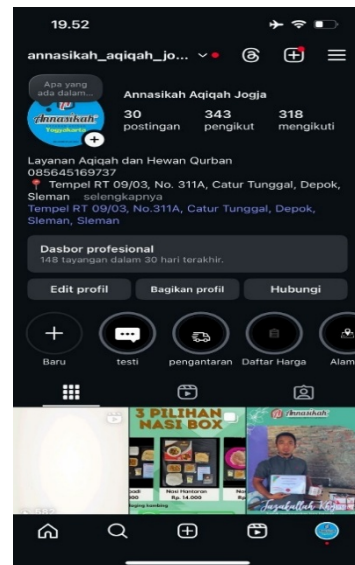 19.52
annasikah_aqiqah_jo...
Apa yang
ada dalam...
Annasikah
Yogyakarta
Annasikah Aqiqah Jogja
30 343 318
postingan pengikut mengikuti
Layanan Aqiqah dan Hewan Qurban
085645169737
Tempel RT 09/03, No. 311A, Catur Tunggal, Depok,
Sleman selengkapnya
Tempel RT 09/03, No.311A, Catur Tunggal, Depok,
Sleman, Sleman
Dasbor profesional
148 tayangan dalam 30 hari terakhir.
Edit profil Bagikan profil Hubungi
Baru testi pengantaran Daftar Harga Alam
3 PILIHAN
NASI BOX
Nasi Hantaran
Rp. 14.000
Annasikah
Jazakallah